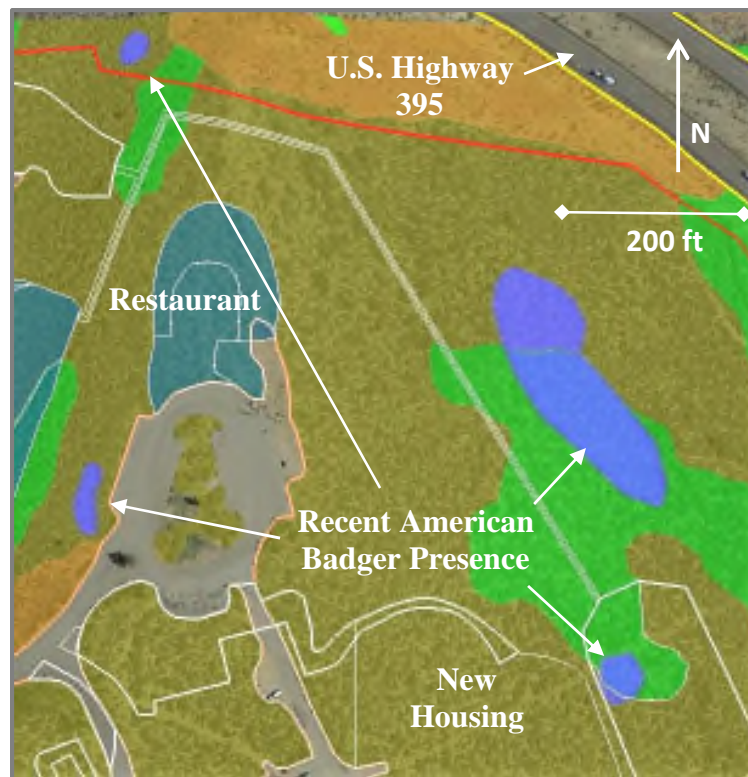 U.S. Highway
395
N
200 ft
Restaurant
Recent American
Badger Presence
New
Housing